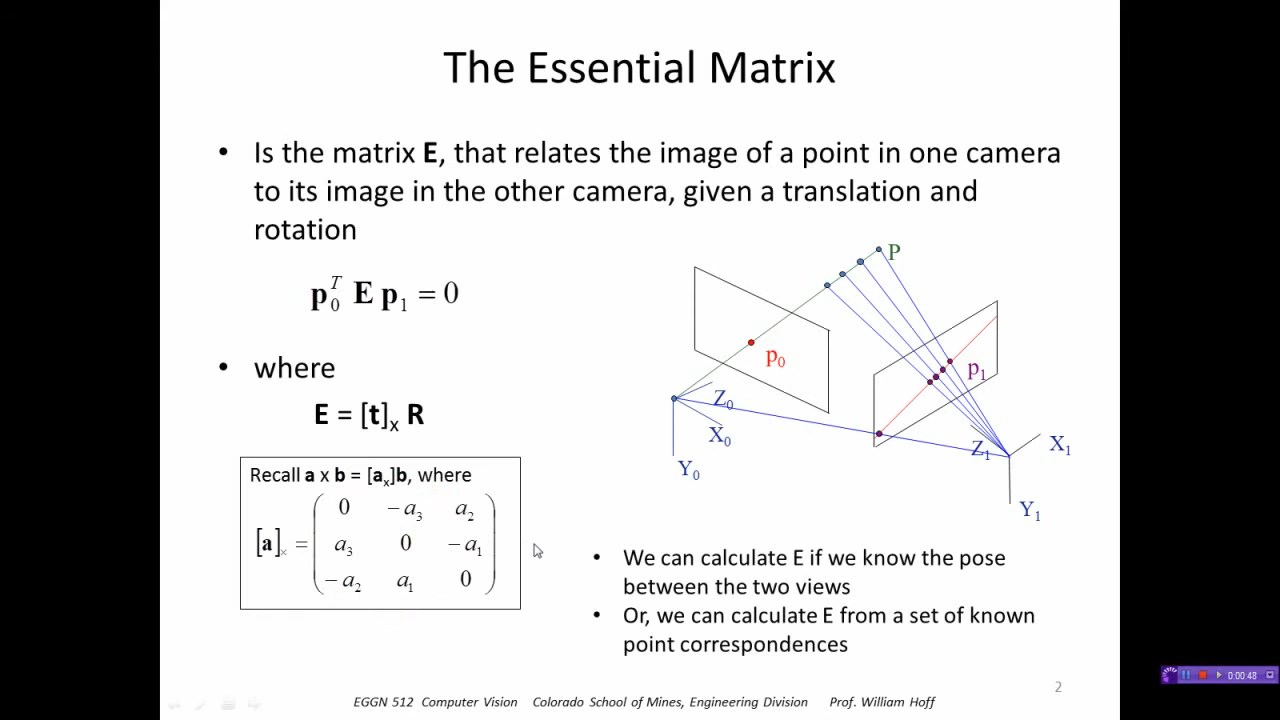 The Essential Matrix
• Is the matrix E, that relates the image of a point in one camera
to its image in the other camera, given a translation and
rotation
p₀ᵀ E p₁ = 0
• where
E = [t]ₓ R
Recall a x b = [aₓ]b, where
[a]ₓ =
0 −a₃ a₂
a₃ 0 −a₁
−a₂ a₁ 0
P
p₀
p₁
Z₀
X₀
Y₀
Z₁
X₁
Y₁
• We can calculate E if we know the pose
between the two views
• Or, we can calculate E from a set of known
point correspondences
2
EGGN 512 Computer Vision Colorado School of Mines, Engineering Division Prof. William Hoff
0:00:48